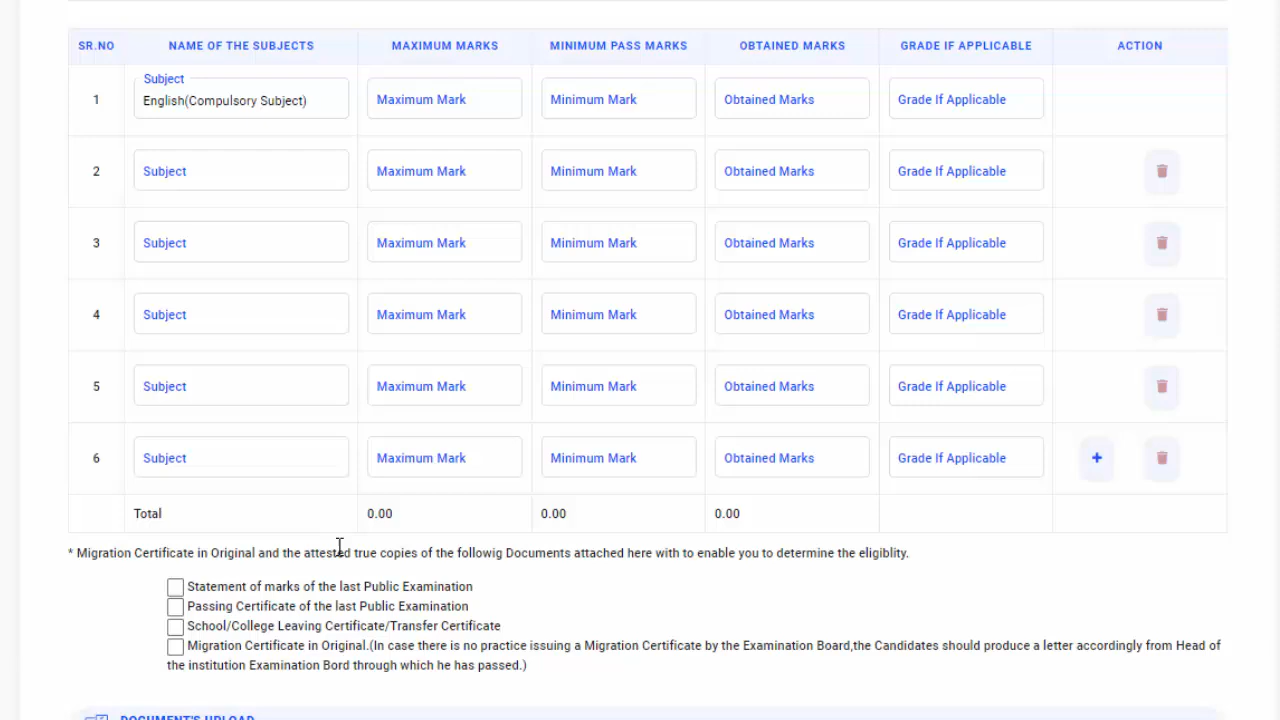 SR.NO NAME OF THE SUBJECTS MAXIMUM MARKS MINIMUM PASS MARKS OBTAINED MARKS GRADE IF APPLICABLE ACTION
Subject
1 English(Compulsory Subject) Maximum Mark Minimum Mark Obtained Marks Grade If Applicable
2 Subject Maximum Mark Minimum Mark Obtained Marks Grade If Applicable
3 Subject Maximum Mark Minimum Mark Obtained Marks Grade If Applicable
4 Subject Maximum Mark Minimum Mark Obtained Marks Grade If Applicable
5 Subject Maximum Mark Minimum Mark Obtained Marks Grade If Applicable
6 Subject Maximum Mark Minimum Mark Obtained Marks Grade If Applicable +
Total 0.00 0.00 0.00
* Migration Certificate in Original and the attested true copies of the followig Documents attached here with to enable you to determine the eligiblity.
Statement of marks of the last Public Examination
Passing Certificate of the last Public Examination
School/College Leaving Certificate/Transfer Certificate
Migration Certificate in Original.(In case there is no practice issuing a Migration Certificate by the Examination Board,the Candidates should produce a letter accordingly from Head of
the institution Examination Bord through which he has passed.)
DOCUMENT'S UPLOAD